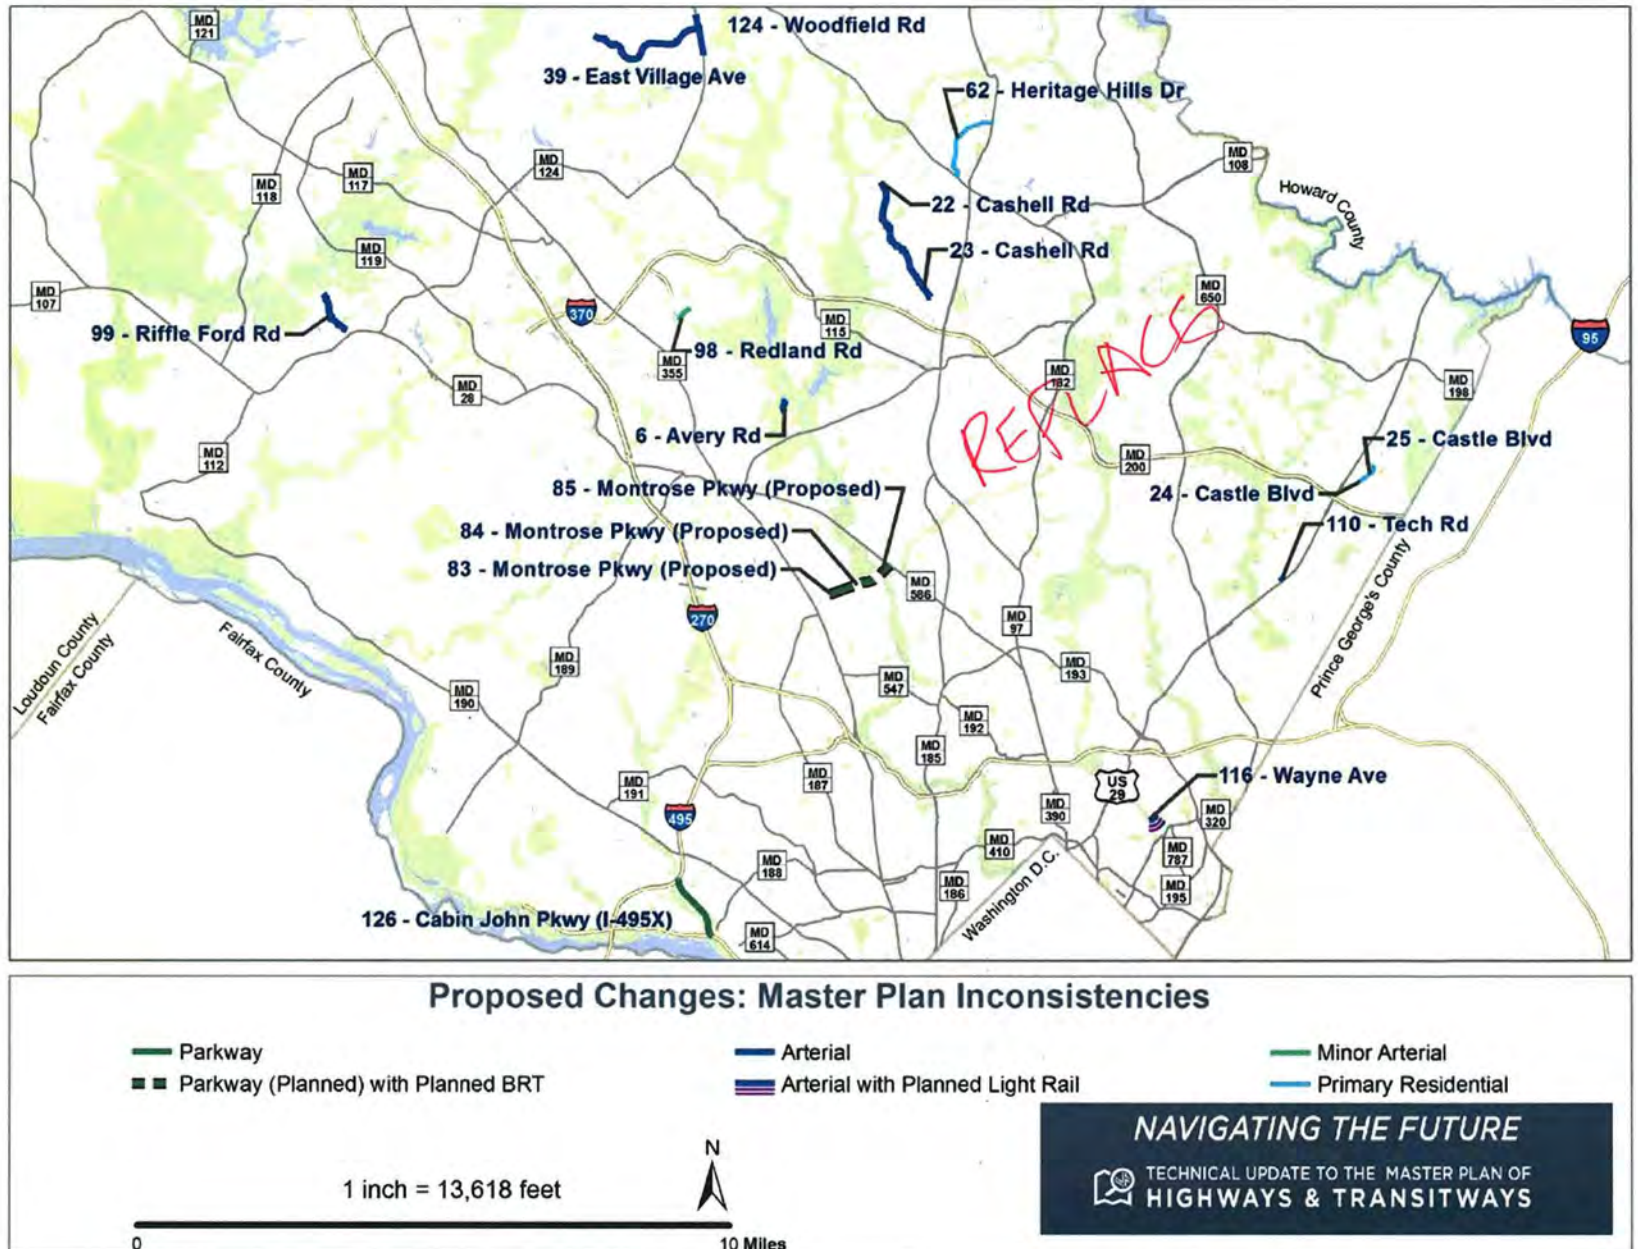 MD
121
124 - Woodfield Rd
39 - East Village Ave
62 - Heritage Hills Dr
MD
108
MD
124
MD
117
MD
118
Howard County
22 - Cashell Rd
23 - Cashell Rd
MD
119
MD
107
MD
650
370
99 - Riffle Ford Rd
MD
115
95
98 - Redland Rd
MD
355
REPLACE
MD
182
MD
198
MD
28
6 - Avery Rd
25 - Castle Blvd
MD
112
MD
200
85 - Montrose Pkwy (Proposed)
24 - Castle Blvd
84 - Montrose Pkwy (Proposed)
110 - Tech Rd
83 - Montrose Pkwy (Proposed)
MD
586
270
MD
97
Prince George's County
Loudoun County
Fairfax County
Fairfax County
MD
189
MD
193
MD
547
MD
190
MD
192
MD
185
MD
191
MD
187
US
29
116 - Wayne Ave
495
MD
390
MD
320
MD
410
MD
787
MD
188
MD
186
MD
195
Washington D.C.
126 - Cabin John Pkwy (I-495X)
MD
614
Proposed Changes: Master Plan Inconsistencies
Parkway
Arterial
Minor Arterial
Parkway (Planned) with Planned BRT
Arterial with Planned Light Rail
Primary Residential
N
1 inch = 13,618 feet
0
10 Miles
NAVIGATING THE FUTURE
TECHNICAL UPDATE TO THE MASTER PLAN OF
HIGHWAYS & TRANSITWAYS